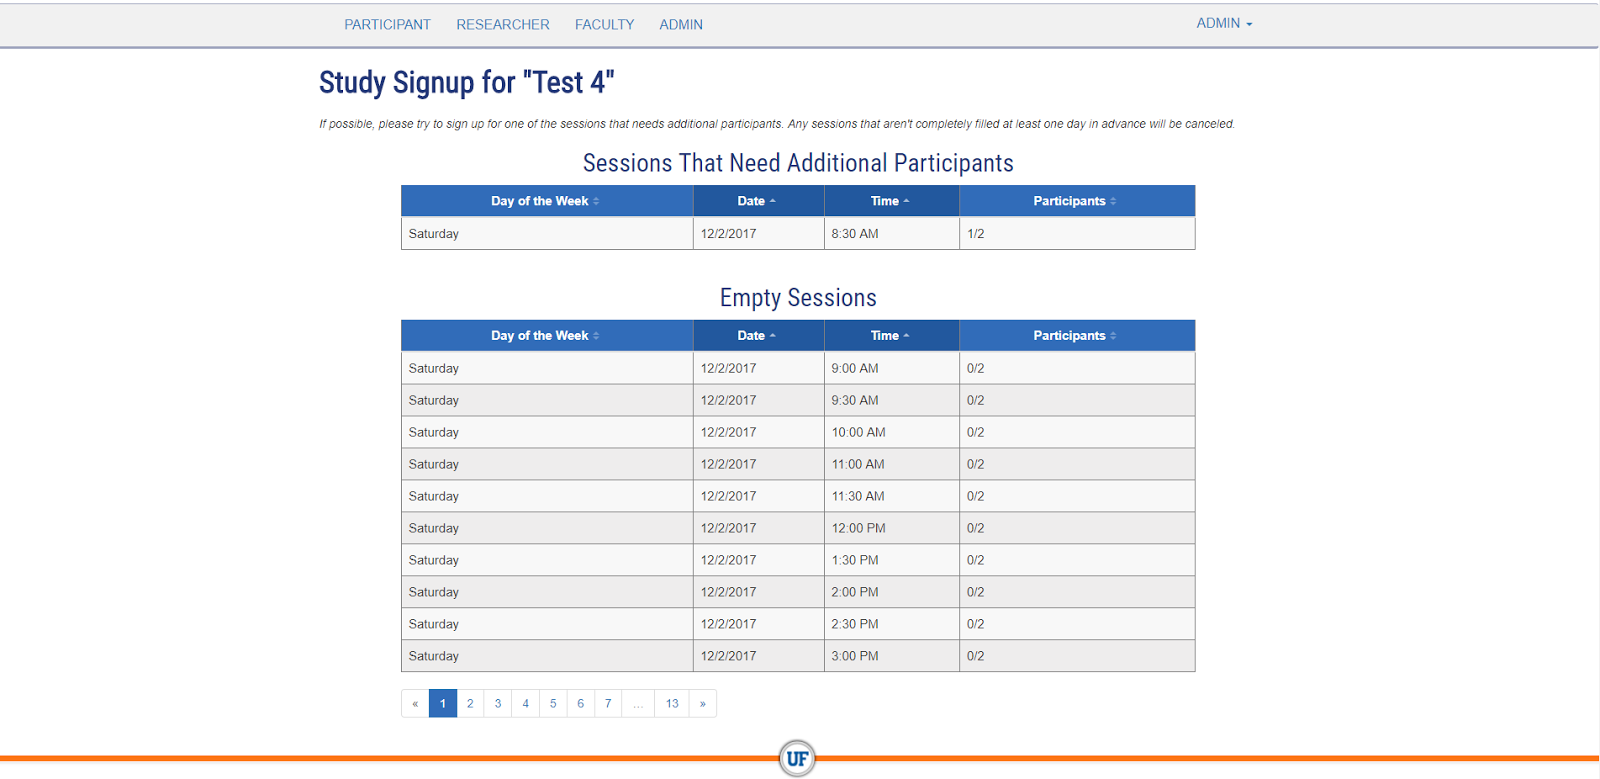 PARTICIPANT RESEARCHER FACULTY ADMIN ADMIN
Study Signup for "Test 4"
If possible, please try to sign up for one of the sessions that needs additional participants. Any sessions that aren't completely filled at least one day in advance will be canceled.
Sessions That Need Additional Participants
Day of the Week Date Time Participants
Saturday 12/2/2017 8:30 AM 1/2
Empty Sessions
Day of the Week Date Time Participants
Saturday 12/2/2017 9:00 AM 0/2
Saturday 12/2/2017 9:30 AM 0/2
Saturday 12/2/2017 10:00 AM 0/2
Saturday 12/2/2017 11:00 AM 0/2
Saturday 12/2/2017 11:30 AM 0/2
Saturday 12/2/2017 12:00 PM 0/2
Saturday 12/2/2017 1:30 PM 0/2
Saturday 12/2/2017 2:00 PM 0/2
Saturday 12/2/2017 2:30 PM 0/2
Saturday 12/2/2017 3:00 PM 0/2
« 1 2 3 4 5 6 7 ... 13 »
UF